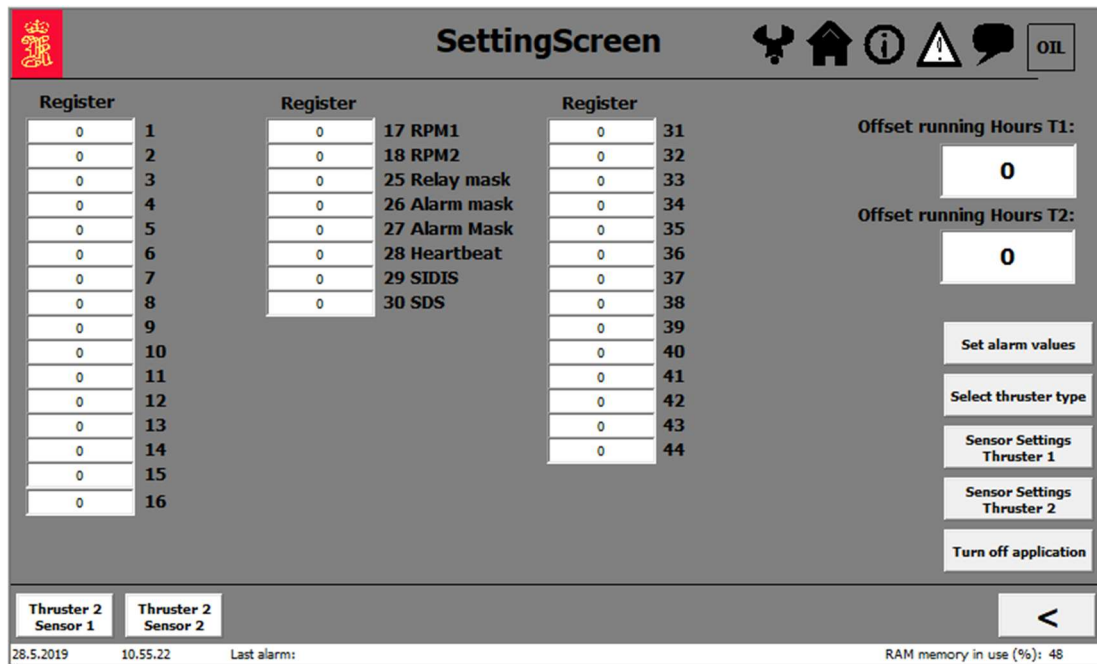 SettingScreen
OIL
Register
0 1
0 2
0 3
0 4
0 5
0 6
0 7
0 8
0 9
0 10
0 11
0 12
0 13
0 14
0 15
0 16
Register
0 17 RPM1
0 18 RPM2
0 25 Relay mask
0 26 Alarm mask
0 27 Alarm Mask
0 28 Heartbeat
0 29 SIDIS
0 30 SDS
Register
0 31
0 32
0 33
0 34
0 35
0 36
0 37
0 38
0 39
0 40
0 41
0 42
0 43
0 44
Offset running Hours T1:
0
Offset running Hours T2:
0
Set alarm values
Select thruster type
Sensor Settings
Thruster 1
Sensor Settings
Thruster 2
Turn off application
Thruster 2
Sensor 1
Thruster 2
Sensor 2
<
28.5.2019 10.55.22 Last alarm: RAM memory in use (%): 48